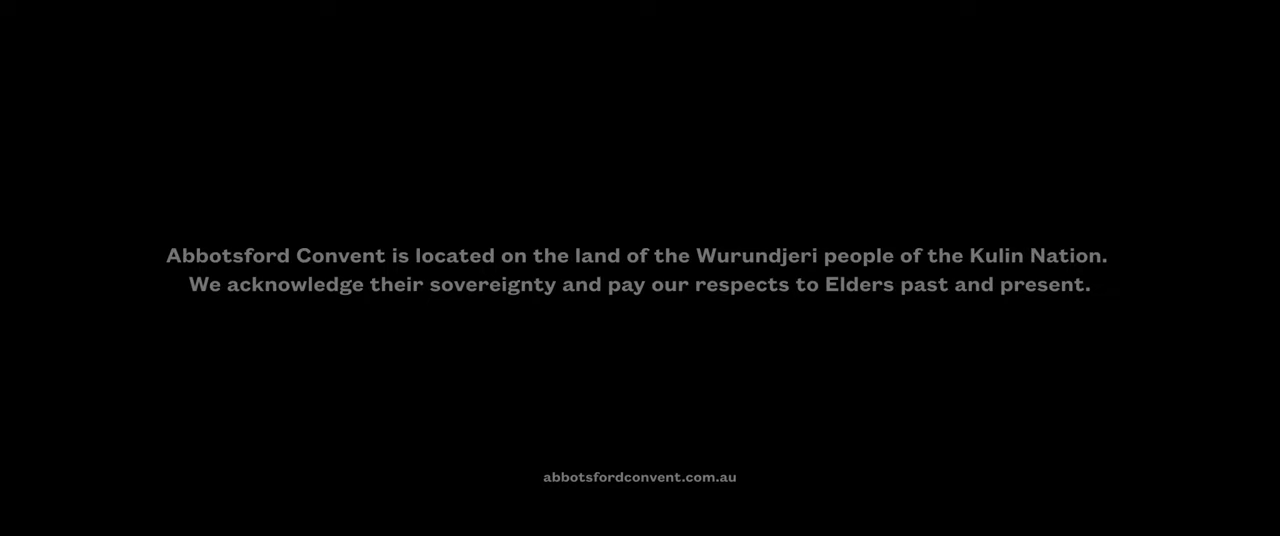 Abbotsford Convent is located on the land of the Wurundjeri people of the Kulin Nation.
We acknowledge their sovereignty and pay our respects to Elders past and present.
abbotsfordconvent.com.au